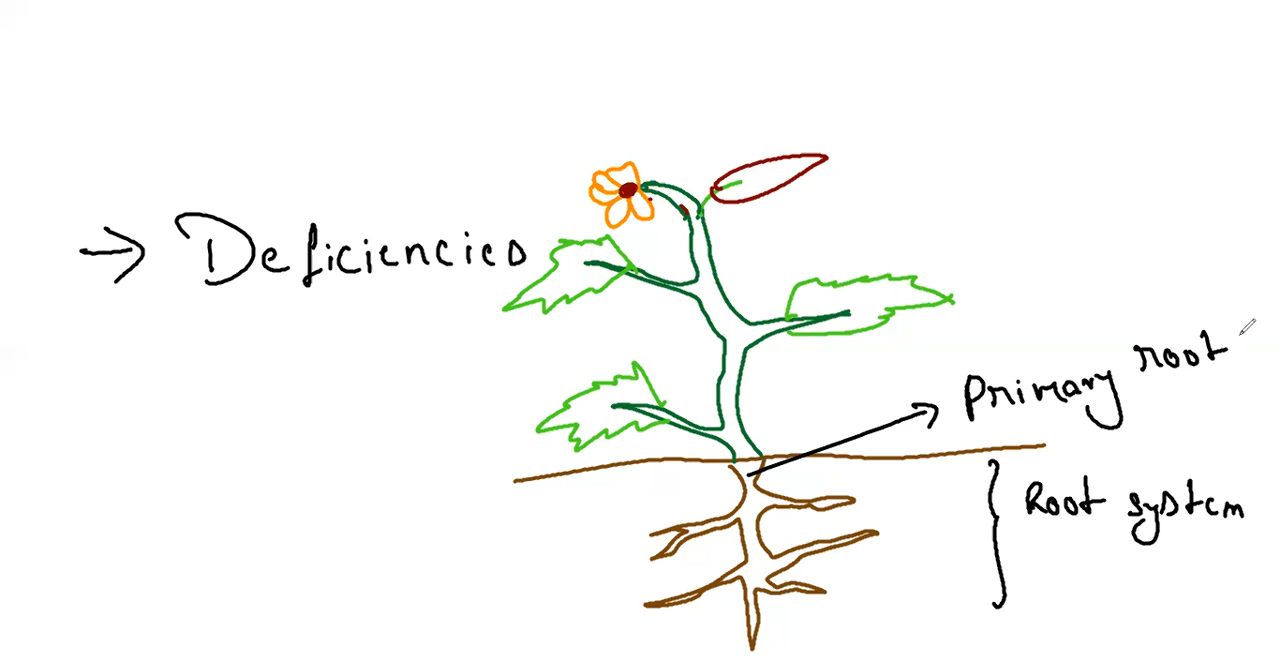 → Deficiencies
Primary root
Root system